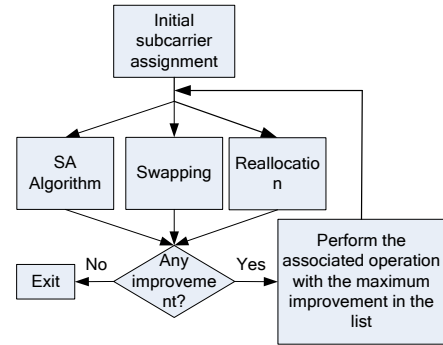 Initial
subcarrier
assignment
SA
Algorithm
Swapping
Reallocatio
n
Any
improveme
nt?
No
Yes
Exit
Perform the
associated operation
with the maximum
improvement in the
list